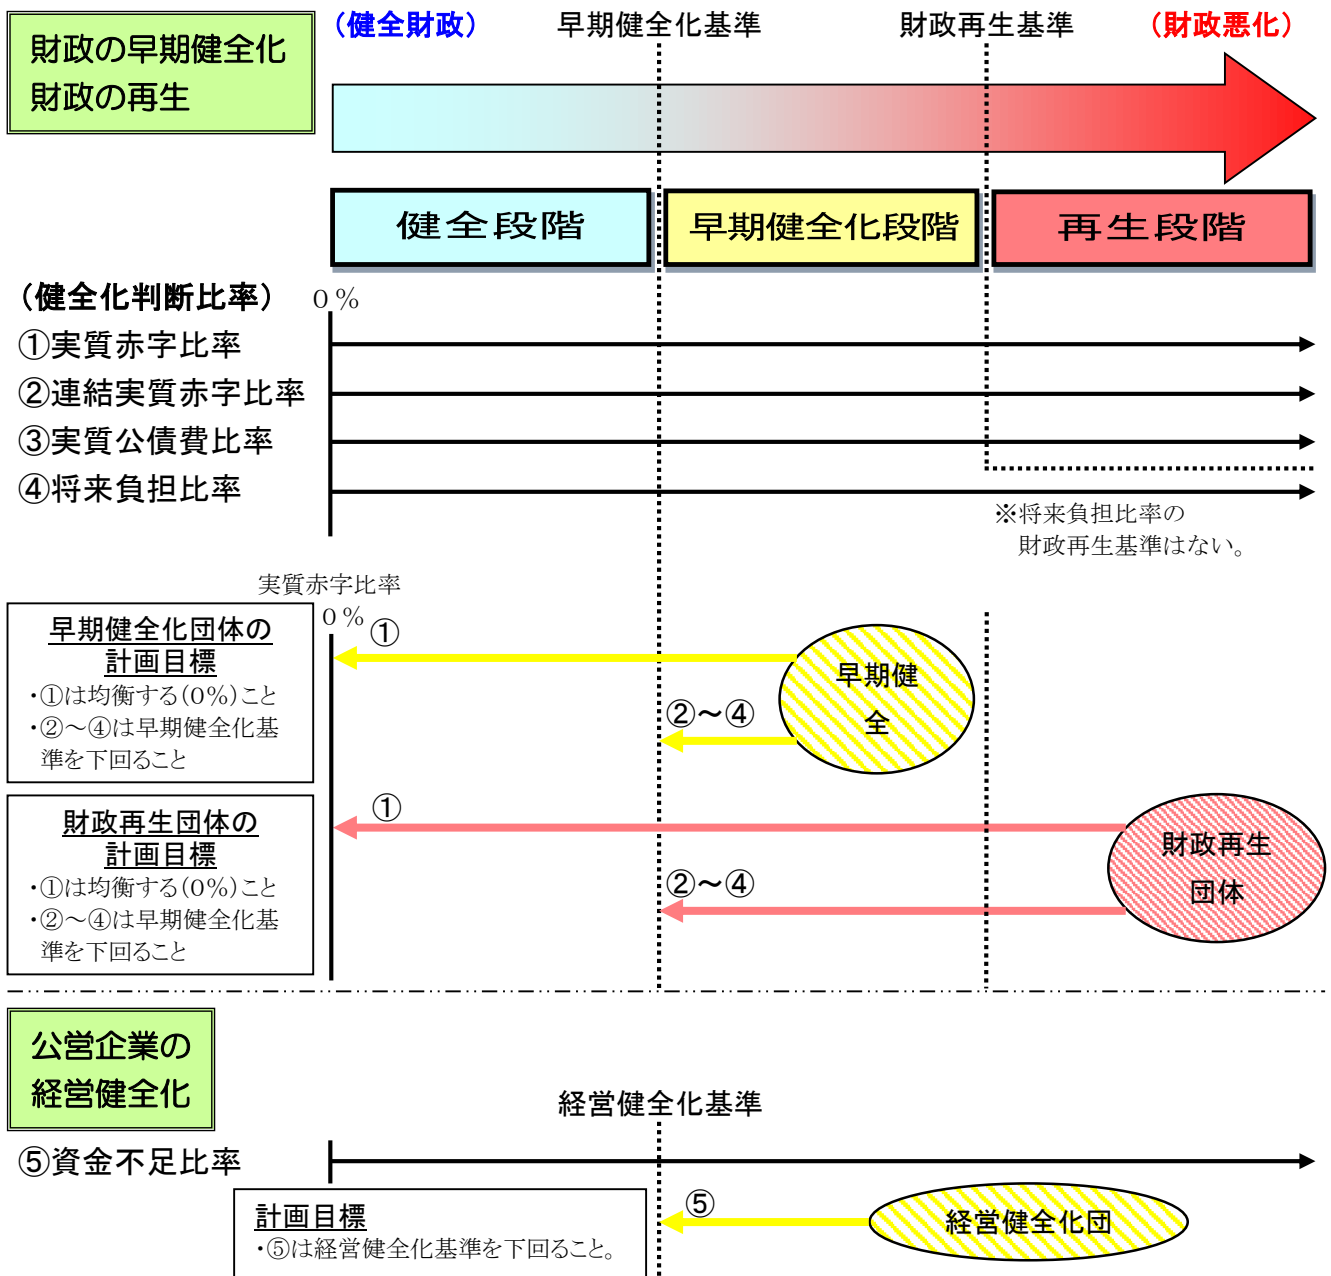 財政の早期健全化
財政の再生
（健全財政）
早期健全化基準
財政再生基準
（財政悪化）
健全段階
早期健全化段階
再生段階
（健全化判断比率）
０％
①実質赤字比率
②連結実質赤字比率
③実質公債費比率
④将来負担比率
※将来負担比率の
財政再生基準はない。
実質赤字比率
０％
早期健全化団体の
計画目標
・①は均衡する（０％）こと
・②～④は早期健全化基
準を下回ること
①
②～④
早期健
全
財政再生団体の
計画目標
・①は均衡する（０％）こと
・②～④は早期健全化基
準を下回ること
①
②～④
財政再生
団体
公営企業の
経営健全化
経営健全化基準
⑤資金不足比率
計画目標
・⑤は経営健全化基準を下回ること。
⑤
経営健全化団